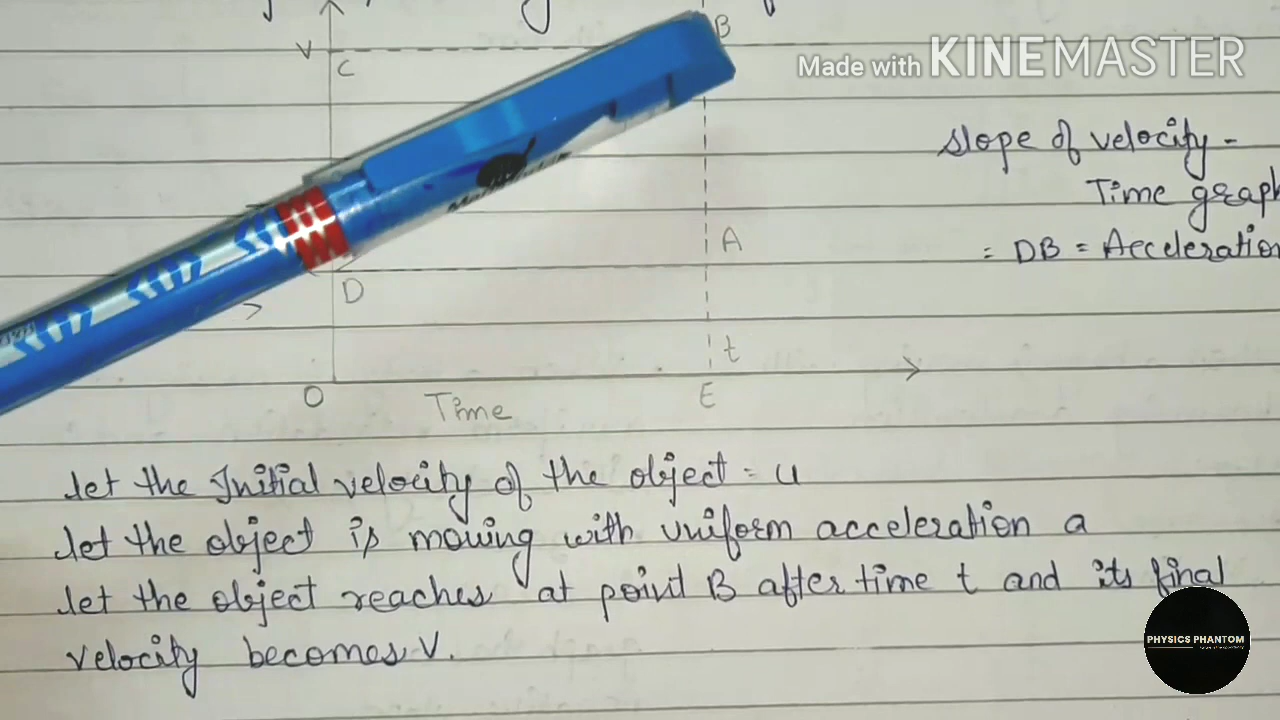 B
V
C
Made with KINEMASTER
slope of velocity -
Time graph
= DB = Acceleration
A
D
t
O
Time
E
let the Initial velocity of the object = u
let the object is moving with uniform acceleration a
let the object reaches at point B after time t and its final
velocity becomes V.
PHYSICS PHANTOM